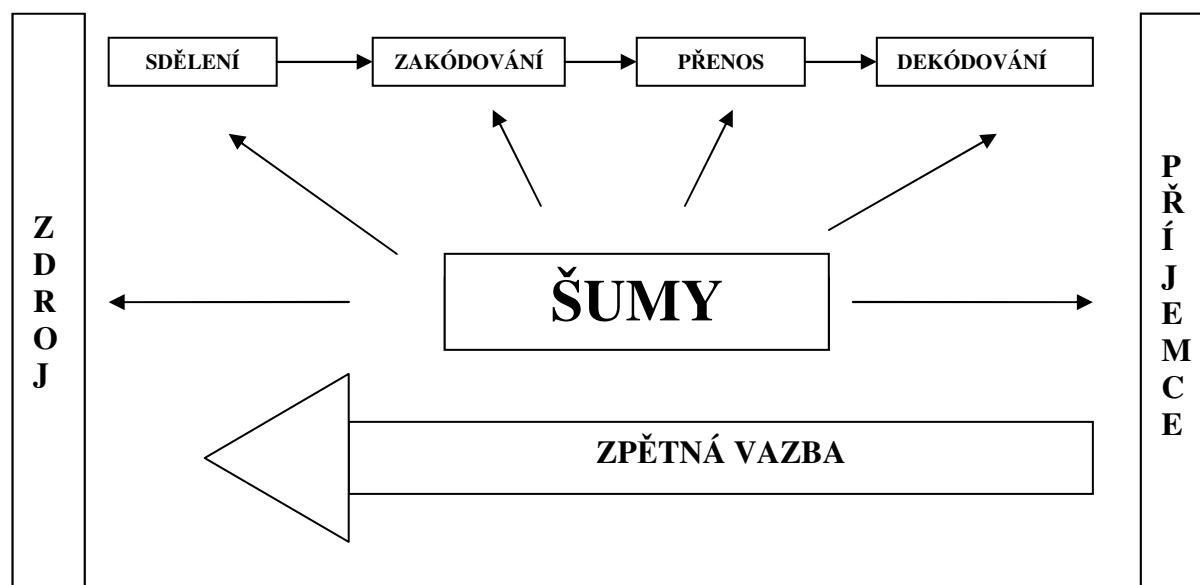 ZDROJ
SDĚLENÍ
ZAKÓDOVÁNÍ
PŘENOS
DEKÓDOVÁNÍ
ŠUMY
ZPĚTNÁ VAZBA
PŘÍJEMCE